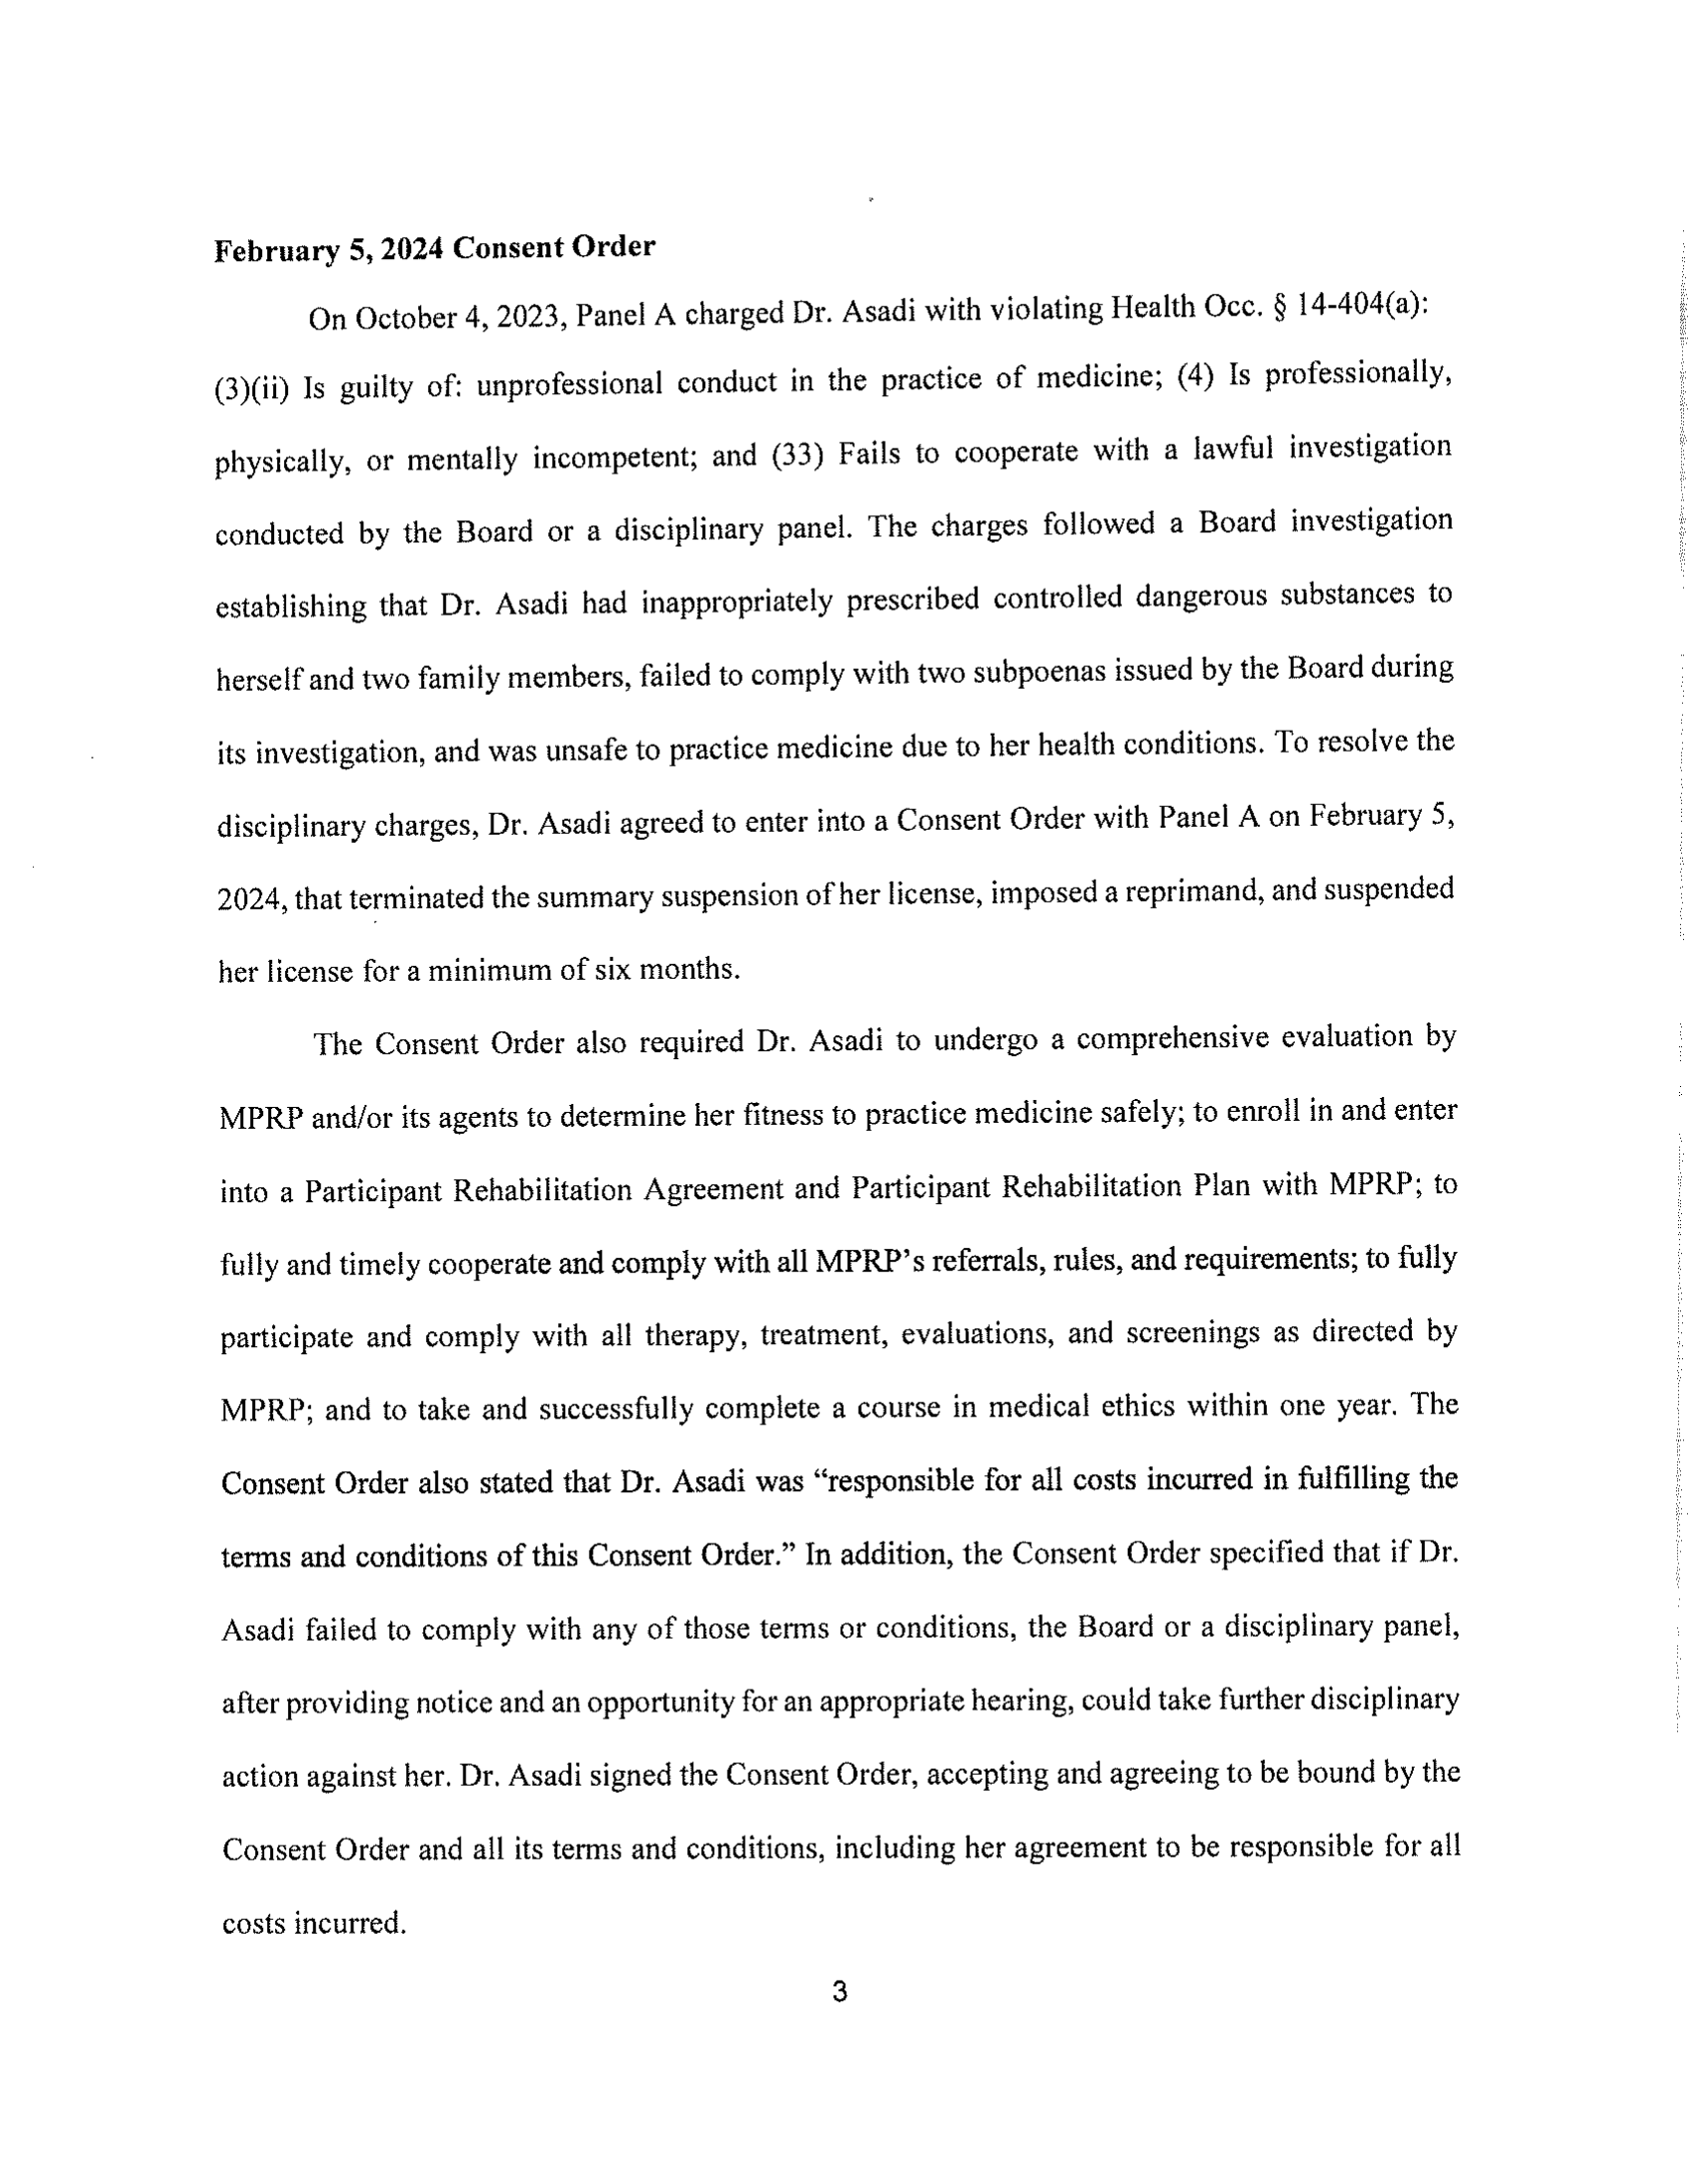 February 5, 2024 Consent Order
On October 4, 2023, Panel A charged Dr. Asadi with violating Health Occ. § 14-404(a):
(3)(ii) Is guilty of: unprofessional conduct in the practice of medicine; (4) Is professionally,
physically, or mentally incompetent; and (33) Fails to cooperate with a lawful investigation
conducted by the Board or a disciplinary panel. The charges followed a Board investigation
establishing that Dr. Asadi had inappropriately prescribed controlled dangerous substances to
herself and two family members, failed to comply with two subpoenas issued by the Board during
its investigation, and was unsafe to practice medicine due to her health conditions. To resolve the
disciplinary charges, Dr. Asadi agreed to enter into a Consent Order with Panel A on February 5,
2024, that terminated the summary suspension of her license, imposed a reprimand, and suspended
her license for a minimum of six months.
The Consent Order also required Dr. Asadi to undergo a comprehensive evaluation by
MPRP and/or its agents to determine her fitness to practice medicine safely; to enroll in and enter
into a Participant Rehabilitation Agreement and Participant Rehabilitation Plan with MPRP; to
fully and timely cooperate and comply with all MPRP's referrals, rules, and requirements; to fully
participate and comply with all therapy, treatment, evaluations, and screenings as directed by
MPRP; and to take and successfully complete a course in medical ethics within one year. The
Consent Order also stated that Dr. Asadi was “responsible for all costs incurred in fulfilling the
terms and conditions of this Consent Order.” In addition, the Consent Order specified that if Dr.
Asadi failed to comply with any of those terms or conditions, the Board or a disciplinary panel,
after providing notice and an opportunity for an appropriate hearing, could take further disciplinary
action against her. Dr. Asadi signed the Consent Order, accepting and agreeing to be bound by the
Consent Order and all its terms and conditions, including her agreement to be responsible for all
costs incurred.
3